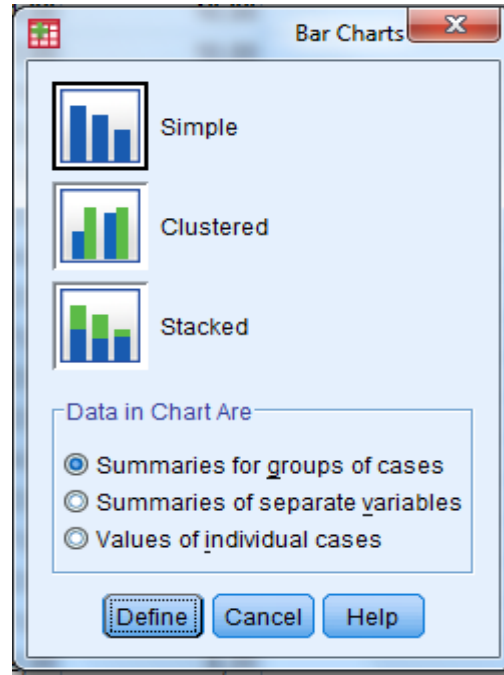 Bar Charts
Simple
Clustered
Stacked
Data in Chart Are
Summaries for groups of cases
Summaries of separate variables
Values of individual cases
Define Cancel Help